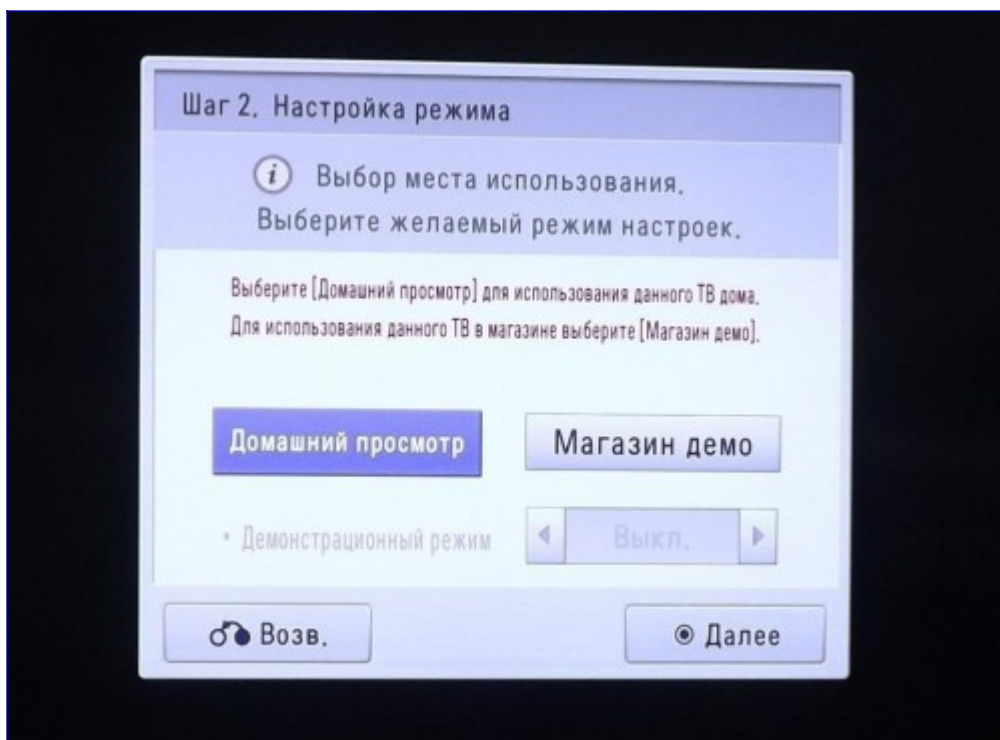 Шаг 2. Настройка режима
i Выбор места использования.
Выберите желаемый режим настроек.
Выберите [Домашний просмотр] для использования данного ТВ дома.
Для использования данного ТВ в магазине выберите [Магазин демо].
Домашний просмотр Магазин демо
• Демонстрационный режим Выкл.
Возв. Далее